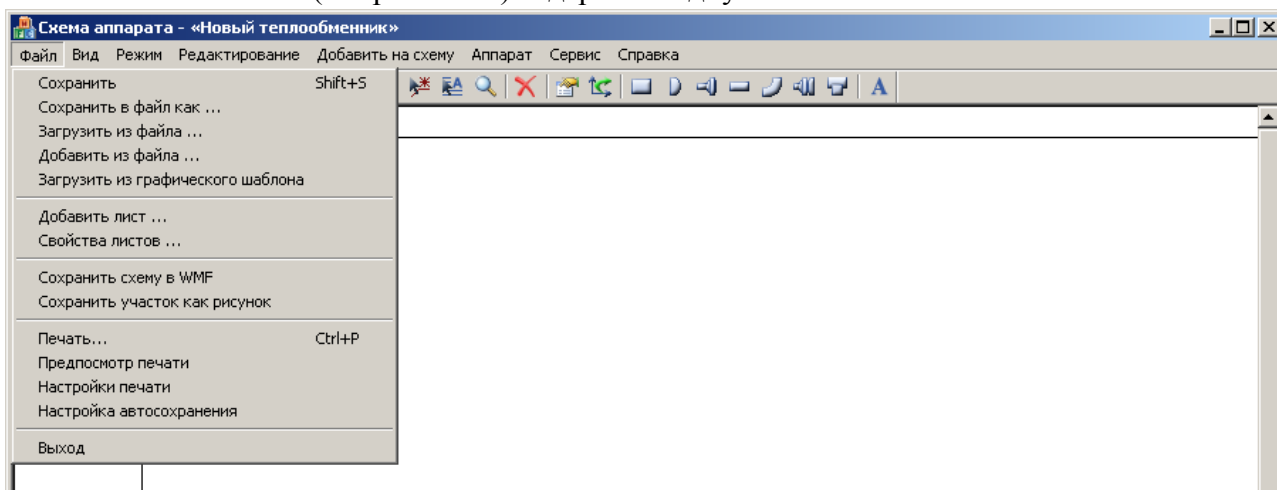 Схема аппарата - «Новый теплообменник»
Файл Вид Режим Редактирование Добавить на схему Аппарат Сервис Справка
Сохранить Shift+S
Сохранить в файл как ...
Загрузить из файла ...
Добавить из файла ...
Загрузить из графического шаблона
Добавить лист ...
Свойства листов ...
Сохранить схему в WMF
Сохранить участок как рисунок
Печать... Ctrl+P
Предпосмотр печати
Настройки печати
Настройка автосохранения
Выход